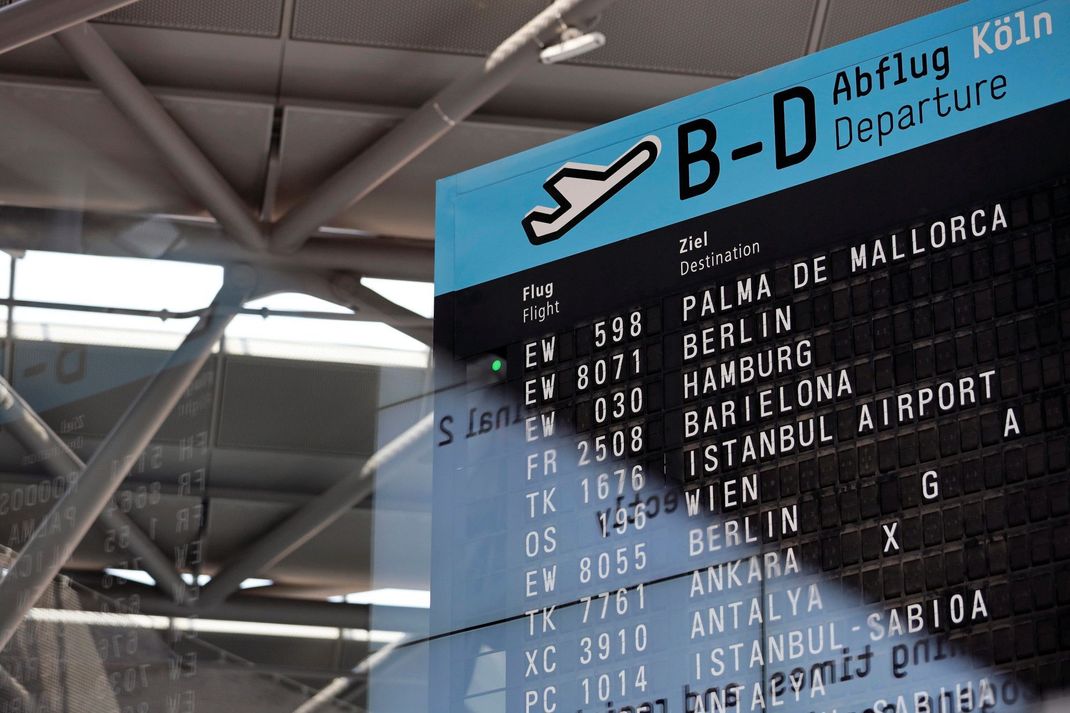 B-D Abflug Köln
Departure
Flug Ziel
Flight Destination
EW 598 PALMA DE MALLORCA
EW 8071 BERLIN
EW 030 HAMBURG
FR 2508 BARIELONA
TK 1676 ISTANBUL AIRPORT
OS 196 WIEN A
EW 8055 BERLIN G
TK 7761 ANKARA X
XC 3910 ANTALYA
PC 1014 ISTANBUL-SABIOA
ANTALYA